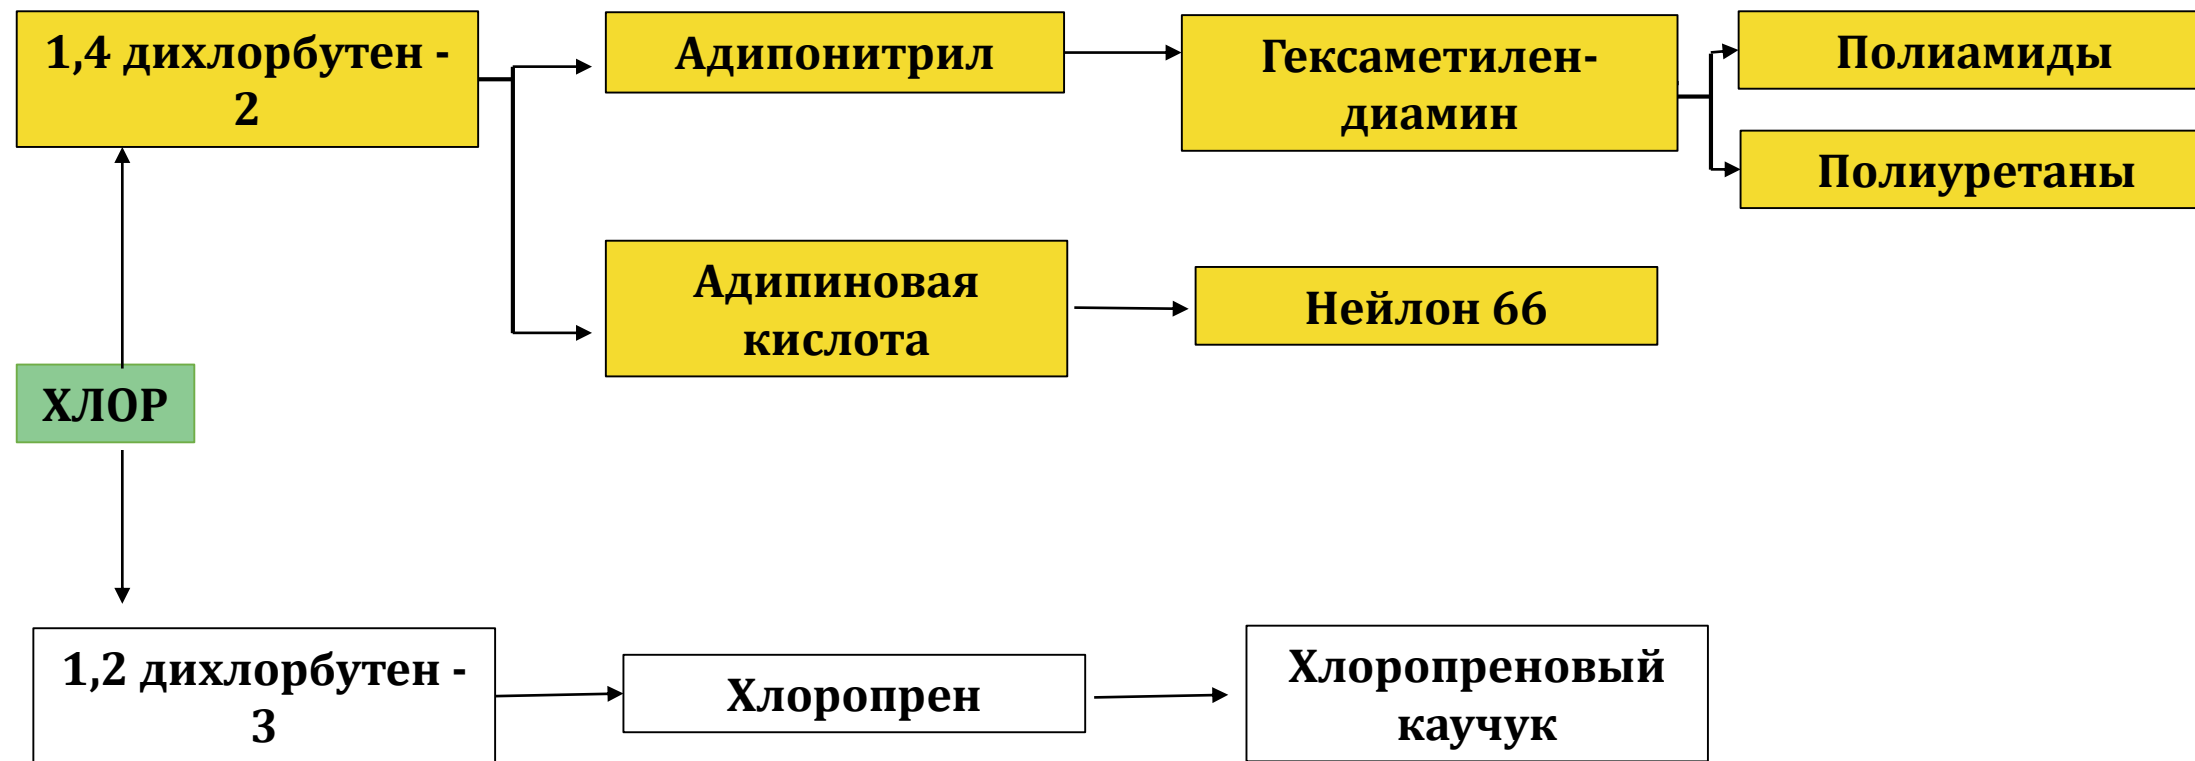 1,4 дихлорбутен -
2
Адипонитрил
Гексаметилен-
диамин
Полиамиды
Полиуретаны
Адипиновая
кислота
Нейлон 66
ХЛОР
1,2 дихлорбутен -
3
Хлоропрен
Хлоропреновый
каучук